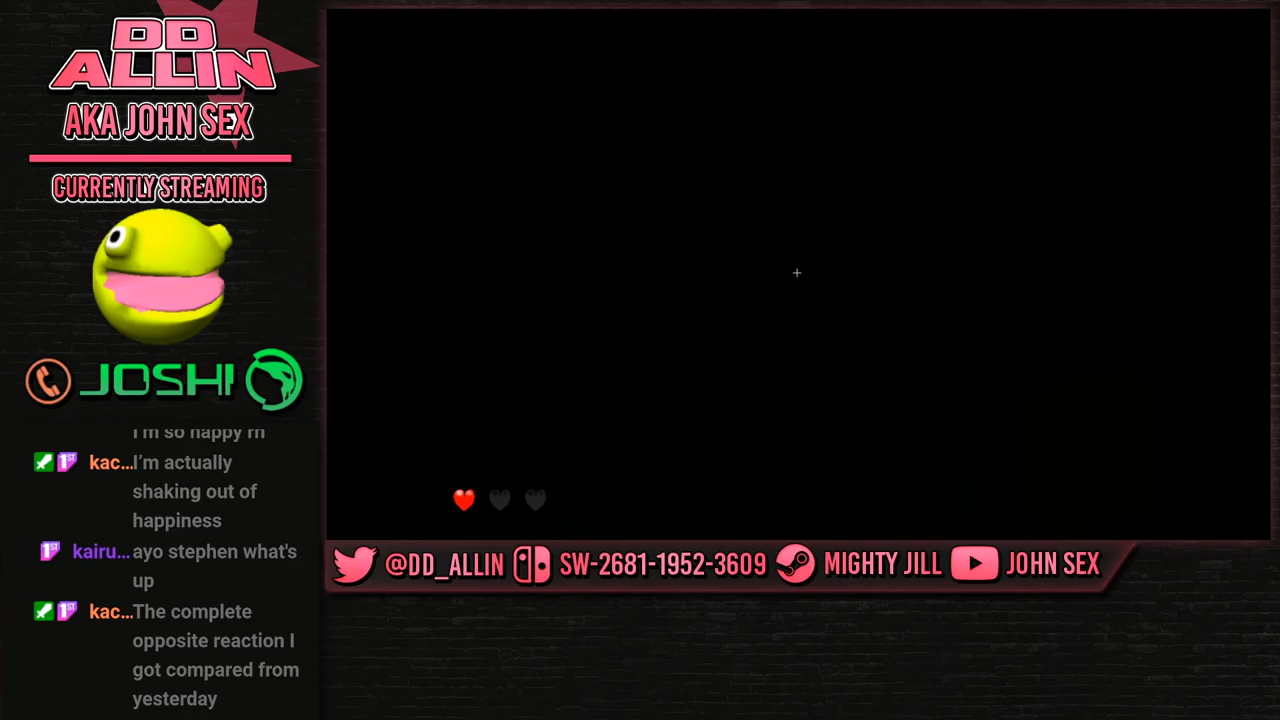 DD
ALLIN
AKA JOHN SEX
CURRENTLY STREAMING
JOSHI
I'm so happy rn
kac...I'm actually
shaking out of
happiness
kairu...ayo stephen what's
up
kac...The complete
opposite reaction I
got compared from
yesterday
@DD_ALLIN SW-2681-1952-3609 MIGHTY JILL JOHN SEX